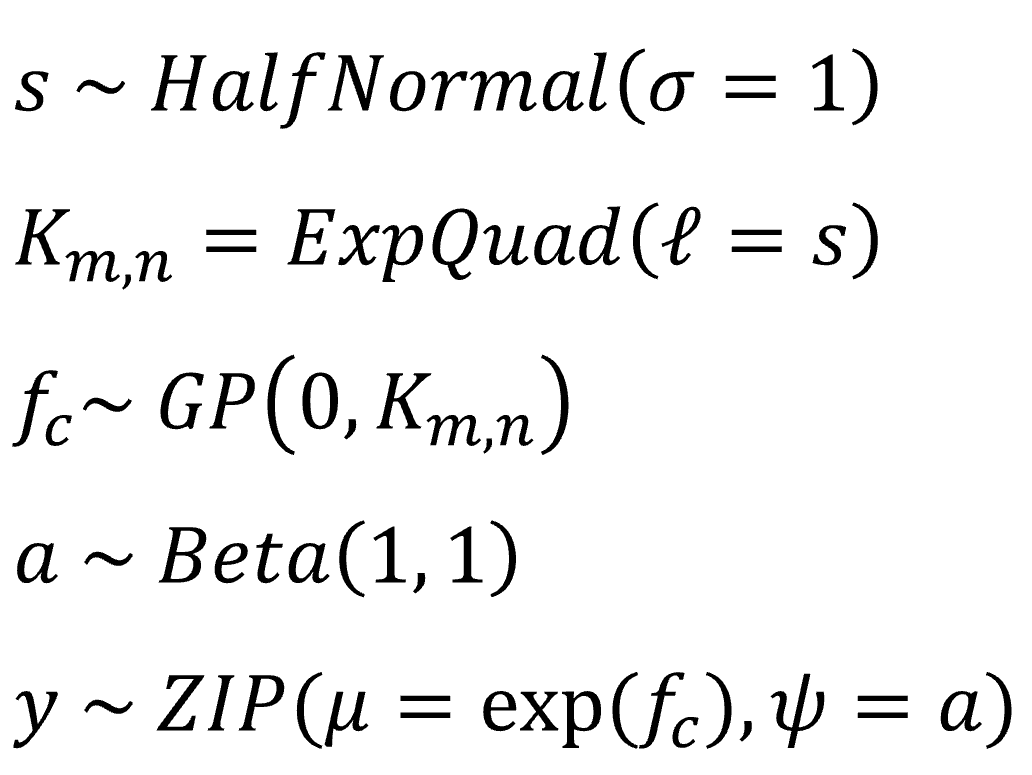 s ~ HalfNormal(σ = 1)
K_{m,n} = ExpQuad(ℓ = s)
f_c ~ GP(0, K_{m,n})
a ~ Beta(1, 1)
y ~ ZIP(μ = exp(f_c), ψ = a)